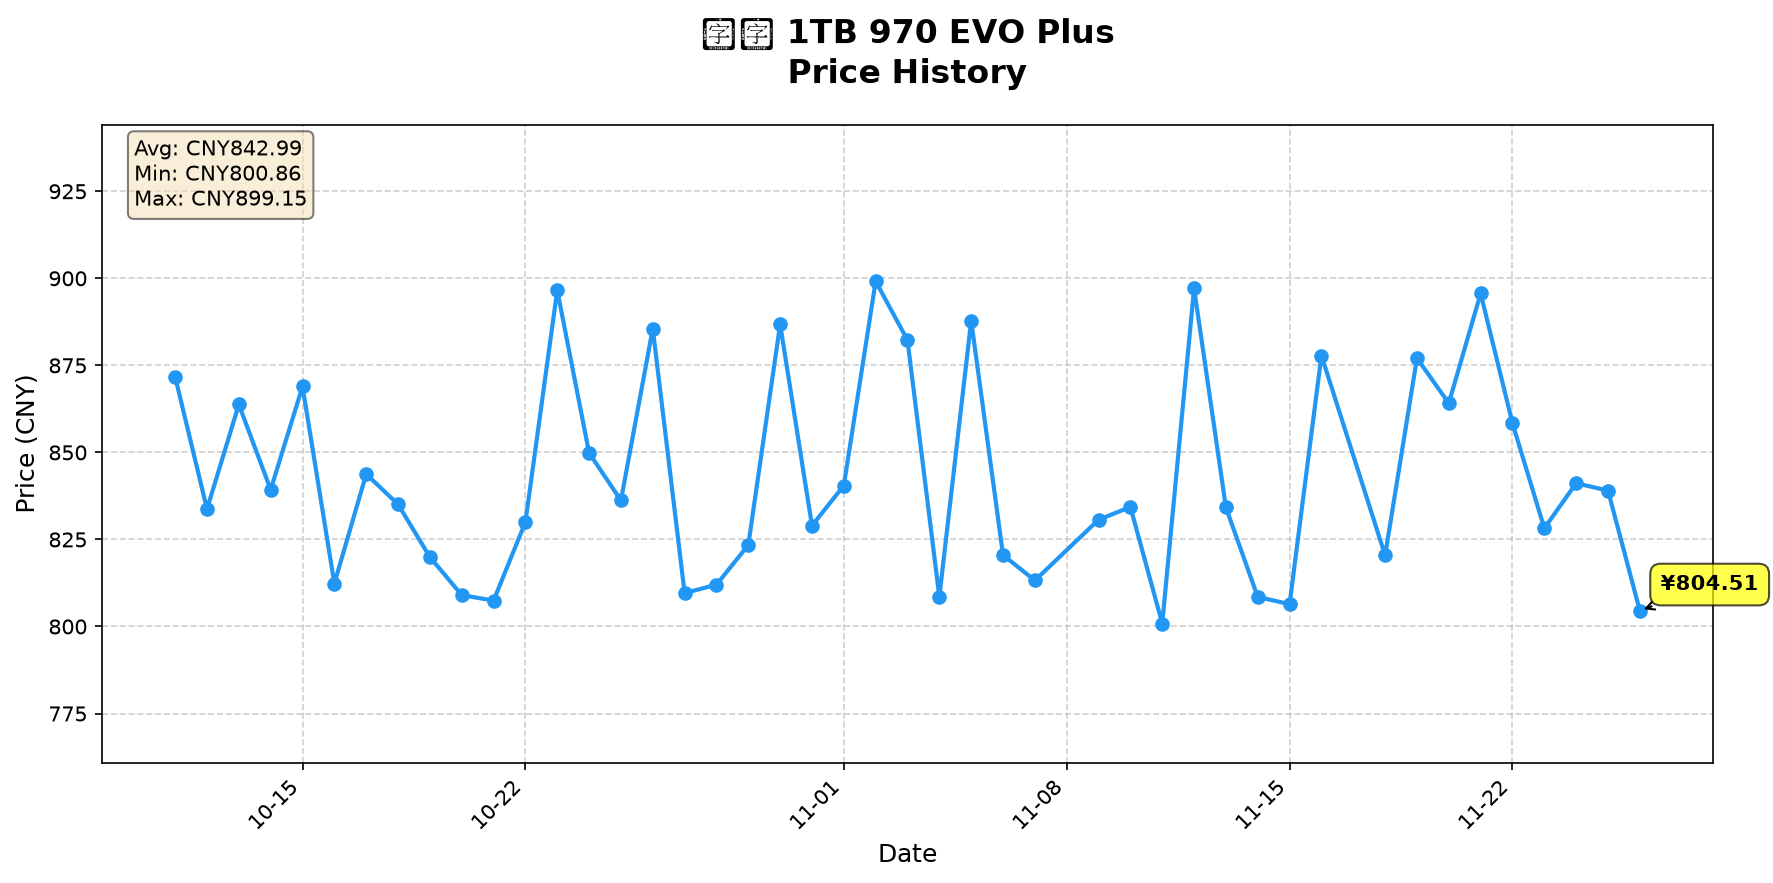 1TB 970 EVO Plus
Price History
Avg: CNY842.99
Min: CNY800.86
Max: CNY899.15
Price (CNY)
925
900
875
850
825
800
775
¥804.51
10-15
10-22
11-01
11-08
11-15
11-22
Date